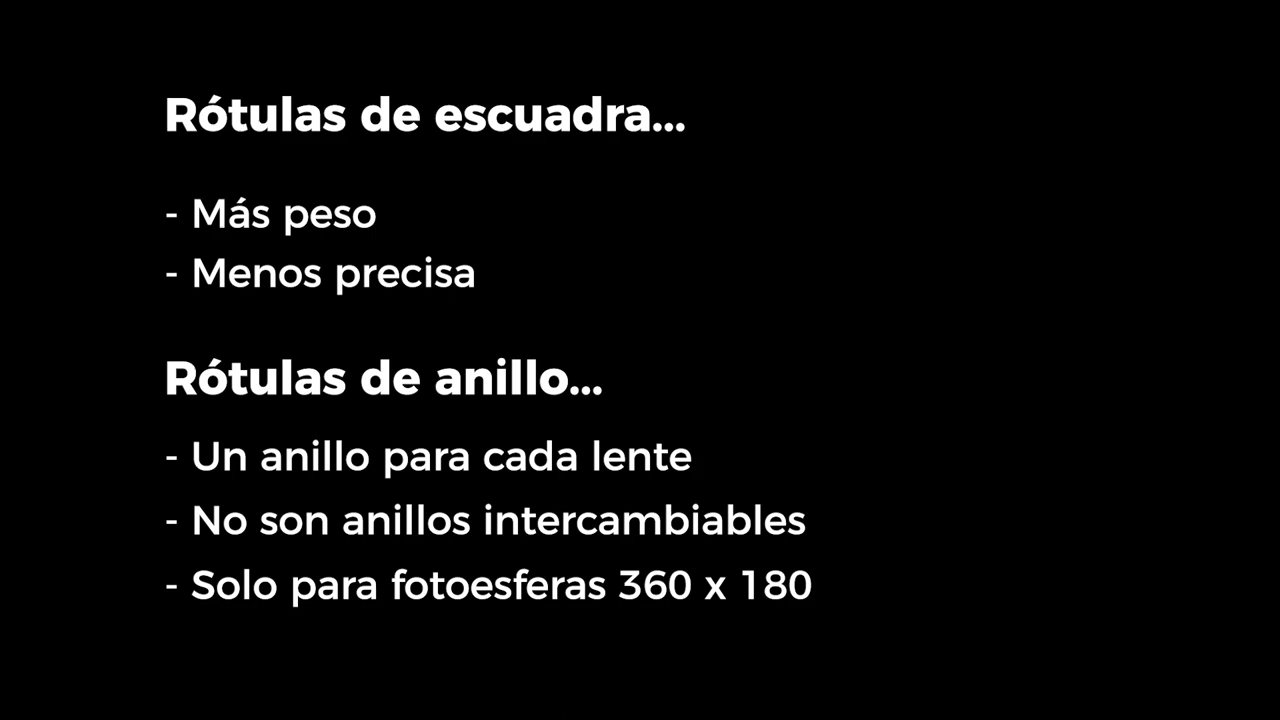 Rótulas de escuadra...
- Más peso
- Menos precisa
Rótulas de anillo...
- Un anillo para cada lente
- No son anillos intercambiables
- Solo para fotoesferas 360 x 180